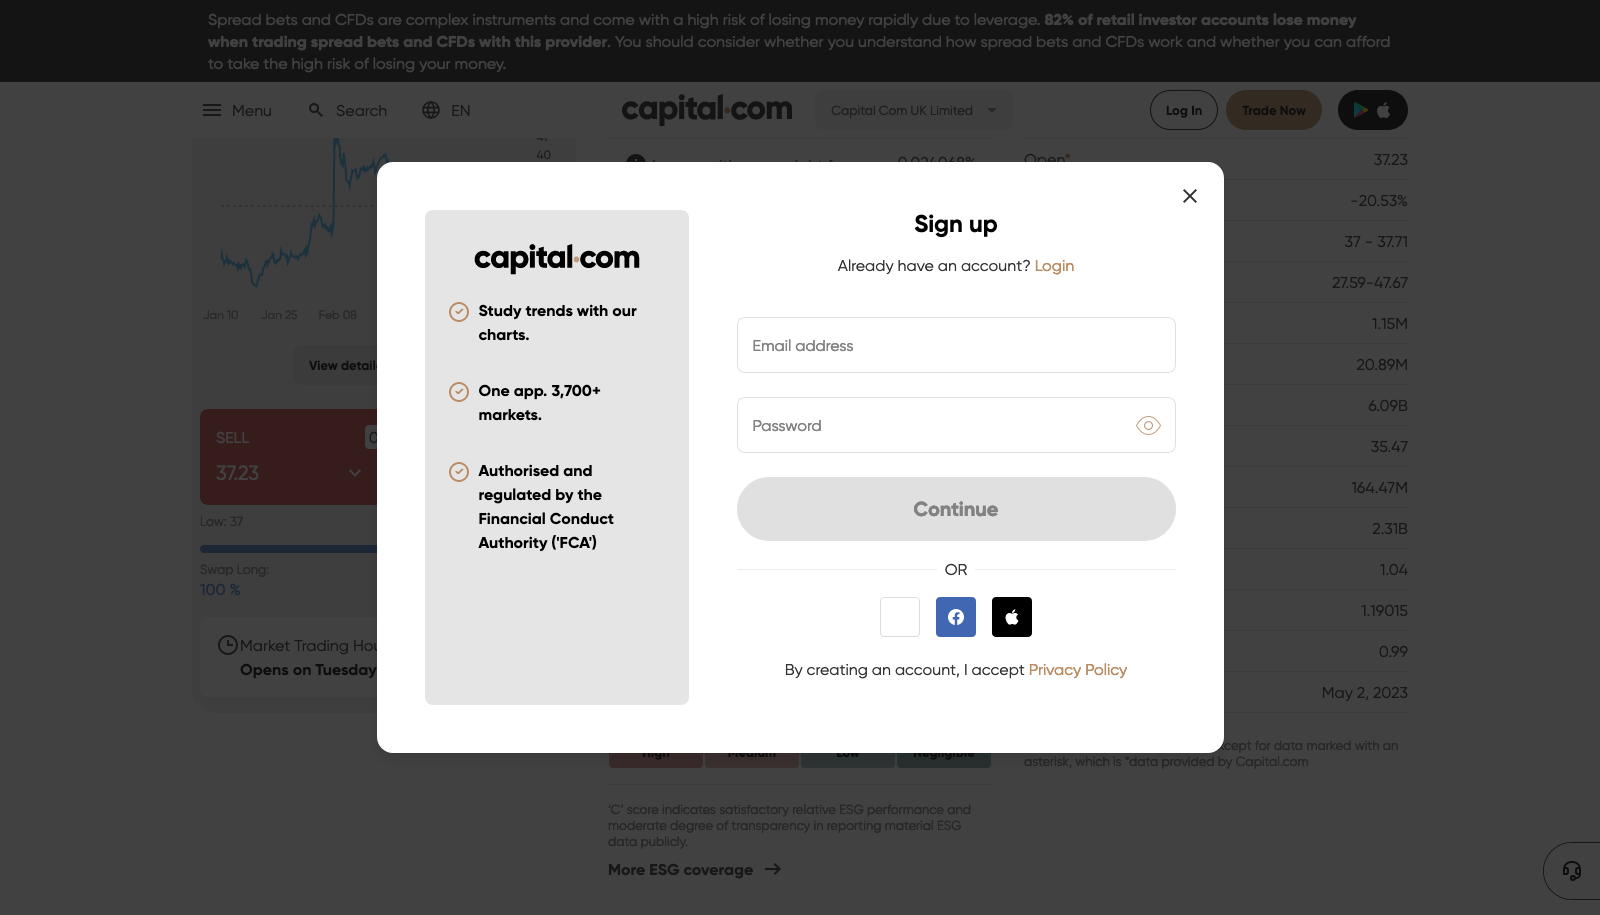 Spread bets and CFDs are complex instruments and come with a high risk of losing money rapidly due to leverage. 82% of retail investor accounts lose money
when trading spread bets and CFDs with this provider. You should consider whether you understand how spread bets and CFDs work and whether you can afford
to take the high risk of losing your money.
Menu
Search
EN
capital.com
Capital Com UK Limited
Log In
Trade Now
40
Jan 10
Jan 25
Feb 08
SELL
37.23
Low: 37
Swap Long:
100 %
Opens on Tuesday
Sign up
Already have an account? Login
capital.com
Study trends with our
charts.
One app. 3,700+
markets.
Authorised and
regulated by the
Financial Conduct
Authority ('FCA')
Email address
Password
Continue
OR
By creating an account, I accept Privacy Policy
Open*
37.23
-20.53%
37 - 37.71
27.59-47.67
1.15M
20.89M
6.09B
35.47
164.47M
2.31B
1.04
1.19015
0.99
May 2, 2023
for data marked with an
asterisk, which is *data provided by Capital.com
High
Medium
Low
Negligible
'C' score indicates satisfactory relative ESG performance and
moderate degree of transparency in reporting material ESG
data publicly.
More ESG coverage